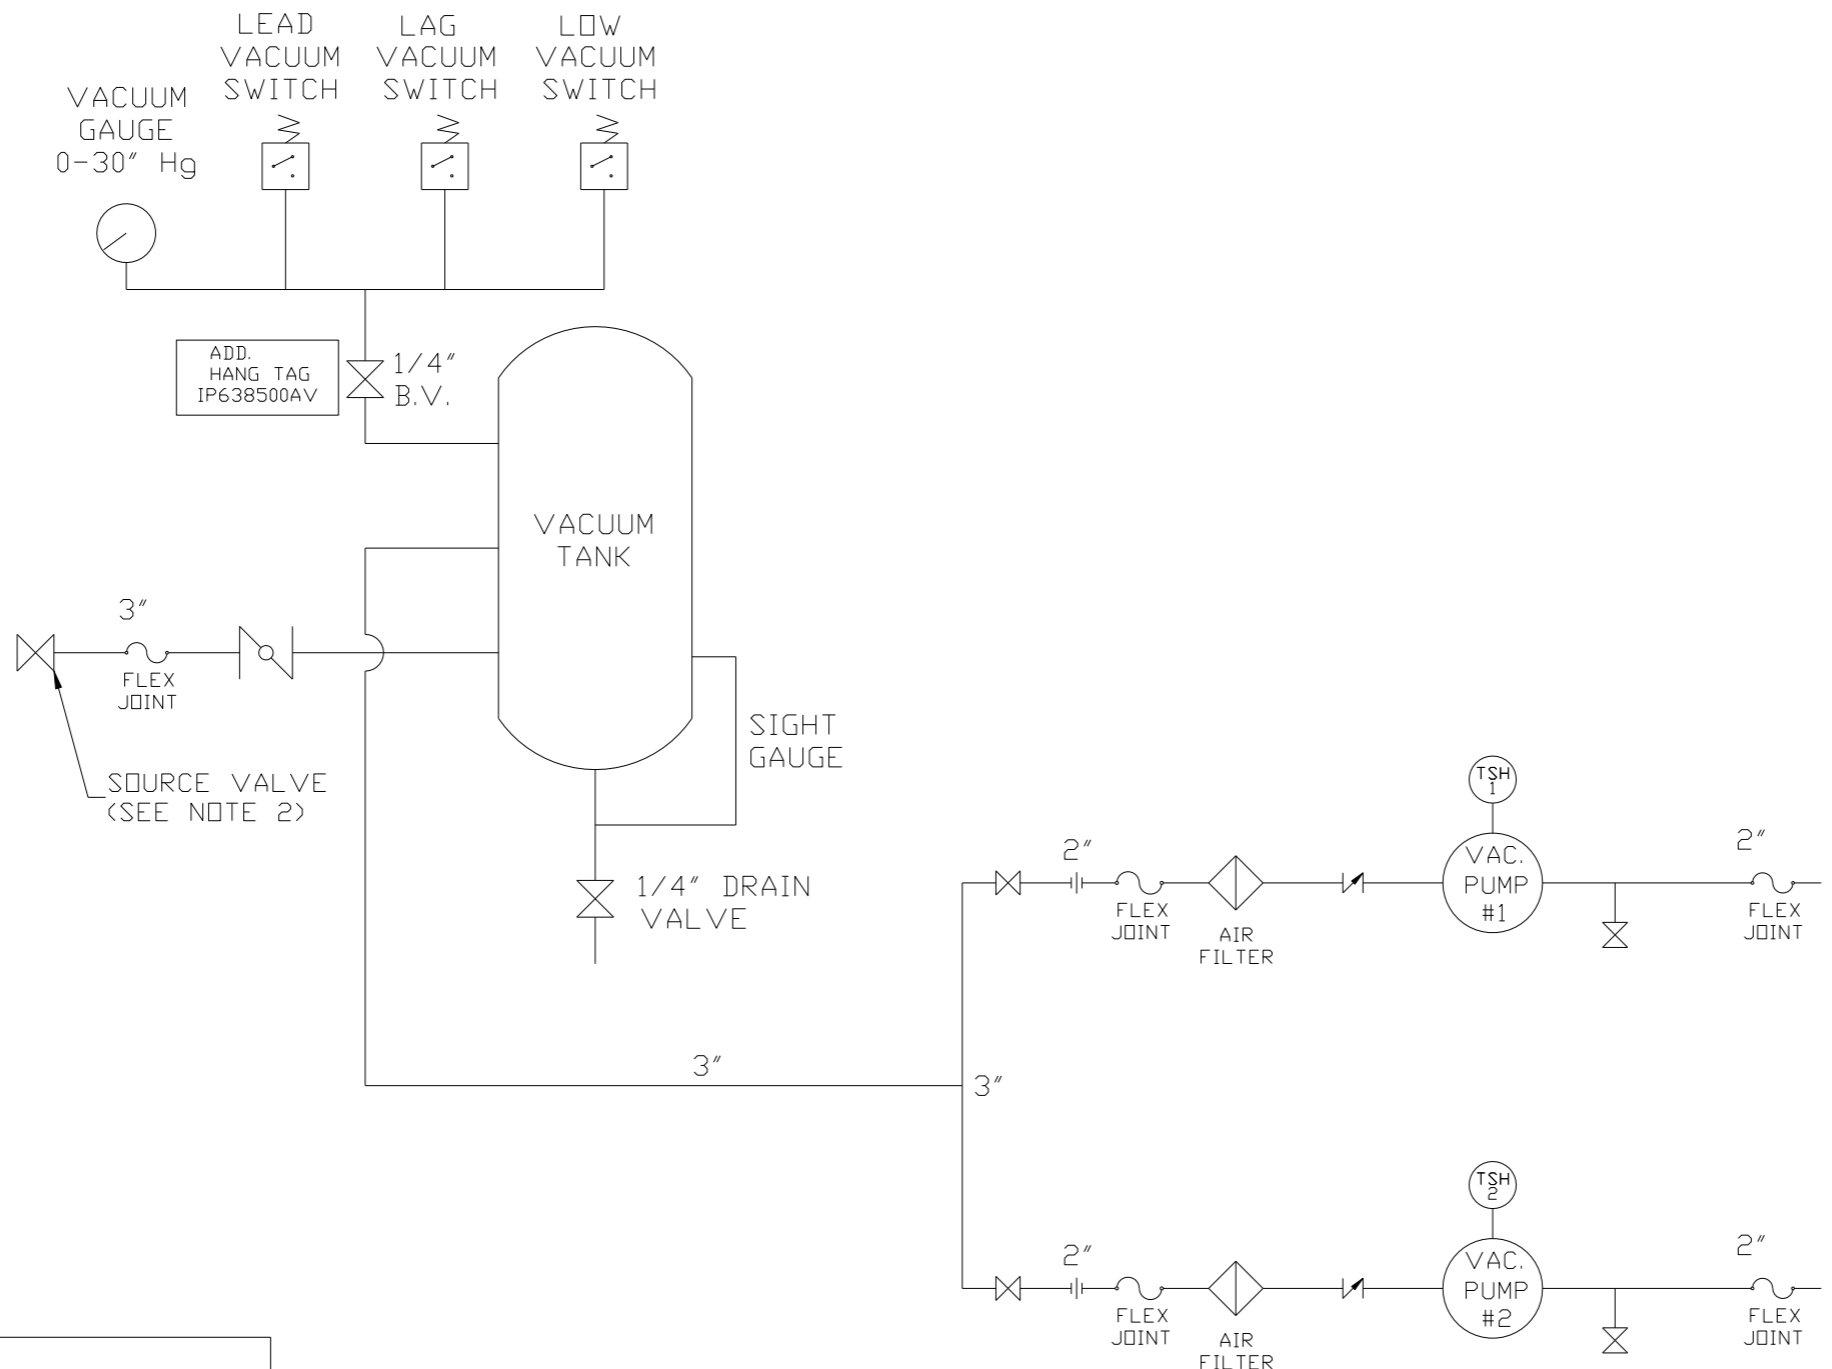 LEAD
VACUUM
SWITCH
LAG
VACUUM
SWITCH
LOW
VACUUM
SWITCH
VACUUM
GAUGE
0-30" Hg
ADD.
HANG TAG
IP638500AV
1/4"
B.V.
VACUUM
TANK
3"
FLEX
JOINT
SOURCE VALVE
(SEE NOTE 2)
SIGHT
GAUGE
1/4" DRAIN
VALVE
3"
3"
2"
FLEX
JOINT
AIR
FILTER
TSH
1
VAC.
PUMP
#1
2"
FLEX
JOINT
2"
FLEX
JOINT
AIR
FILTER
TSH
2
VAC.
PUMP
#2
2"
FLEX
JOINT